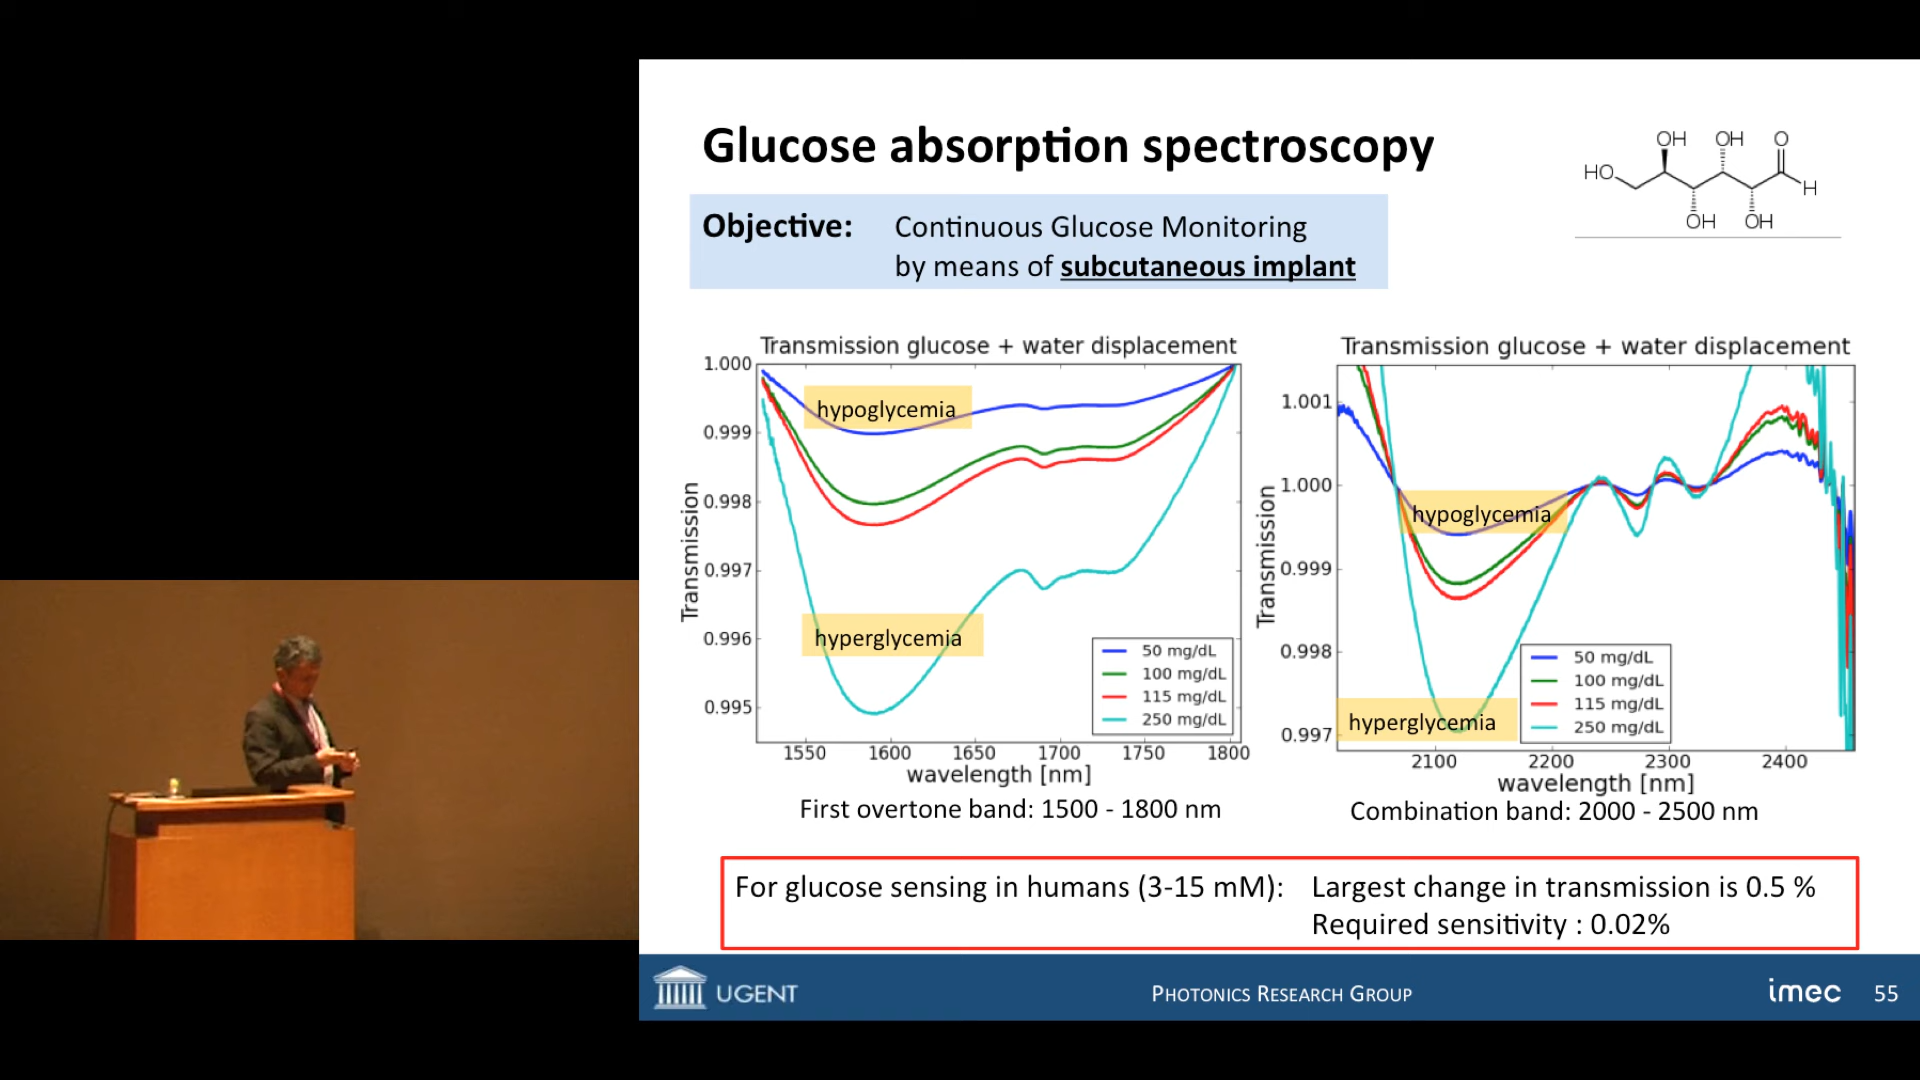 Glucose absorption spectroscopy
OH OH O
HO
H
OH OH
Objective: Continuous Glucose Monitoring
by means of subcutaneous implant
Transmission glucose + water displacement
1.000
0.999
0.998
0.997
0.996
0.995
Transmission
hypoglycemia
hyperglycemia
50 mg/dL
100 mg/dL
115 mg/dL
250 mg/dL
1550 1600 1650 1700 1750 1800
wavelength [nm]
First overtone band: 1500 - 1800 nm
Transmission glucose + water displacement
1.001
1.000
0.999
0.998
0.997
Transmission
hypoglycemia
hyperglycemia
50 mg/dL
100 mg/dL
115 mg/dL
250 mg/dL
2100 2200 2300 2400
wavelength [nm]
Combination band: 2000 - 2500 nm
For glucose sensing in humans (3-15 mM): Largest change in transmission is 0.5 %
Required sensitivity : 0.02%
UGENT
PHOTONICS RESEARCH GROUP
imec 55